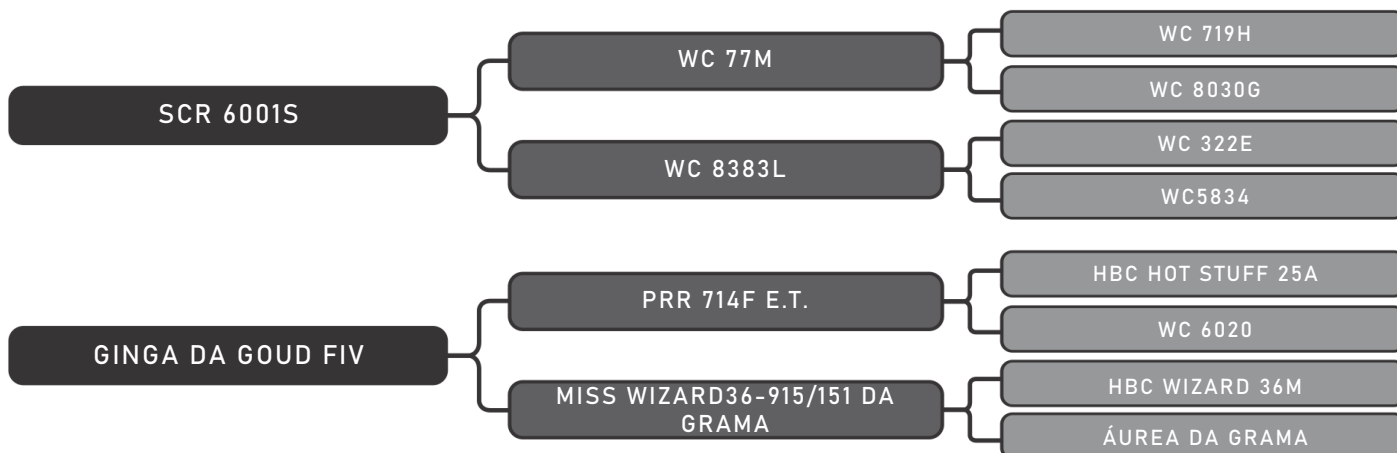 SCR 6001S
WC 77M
WC 719H
WC 8030G
WC 8383L
WC 322E
WC5834
GINGA DA GOUD FIV
PRR 714F E.T.
HBC HOT STUFF 25A
WC 6020
MISS WIZARD36-915/151 DA
GRAMA
HBC WIZARD 36M
ÁUREA DA GRAMA